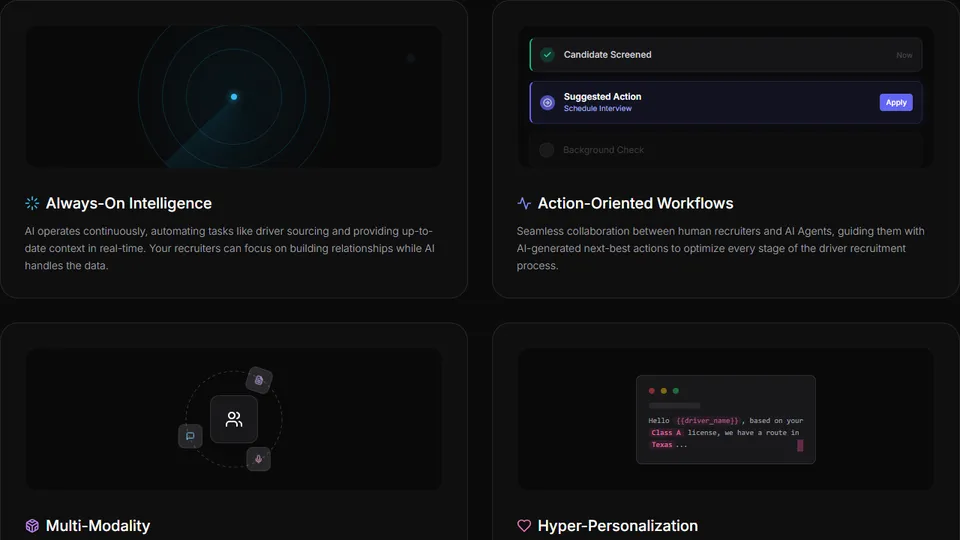 Candidate Screened
Now
Suggested Action
Schedule Interview
Apply
Background Check
Always-On Intelligence
AI operates continuously, automating tasks like driver sourcing and providing up-to-
date context in real-time. Your recruiters can focus on building relationships while AI
handles the data.
Action-Oriented Workflows
Seamless collaboration between human recruiters and AI Agents, guiding them with
AI-generated next-best actions to optimize every stage of the driver recruitment
process.
Hello {{driver_name}}, based on your
Class A license, we have a route in
Texas...
Multi-Modality
Hyper-Personalization